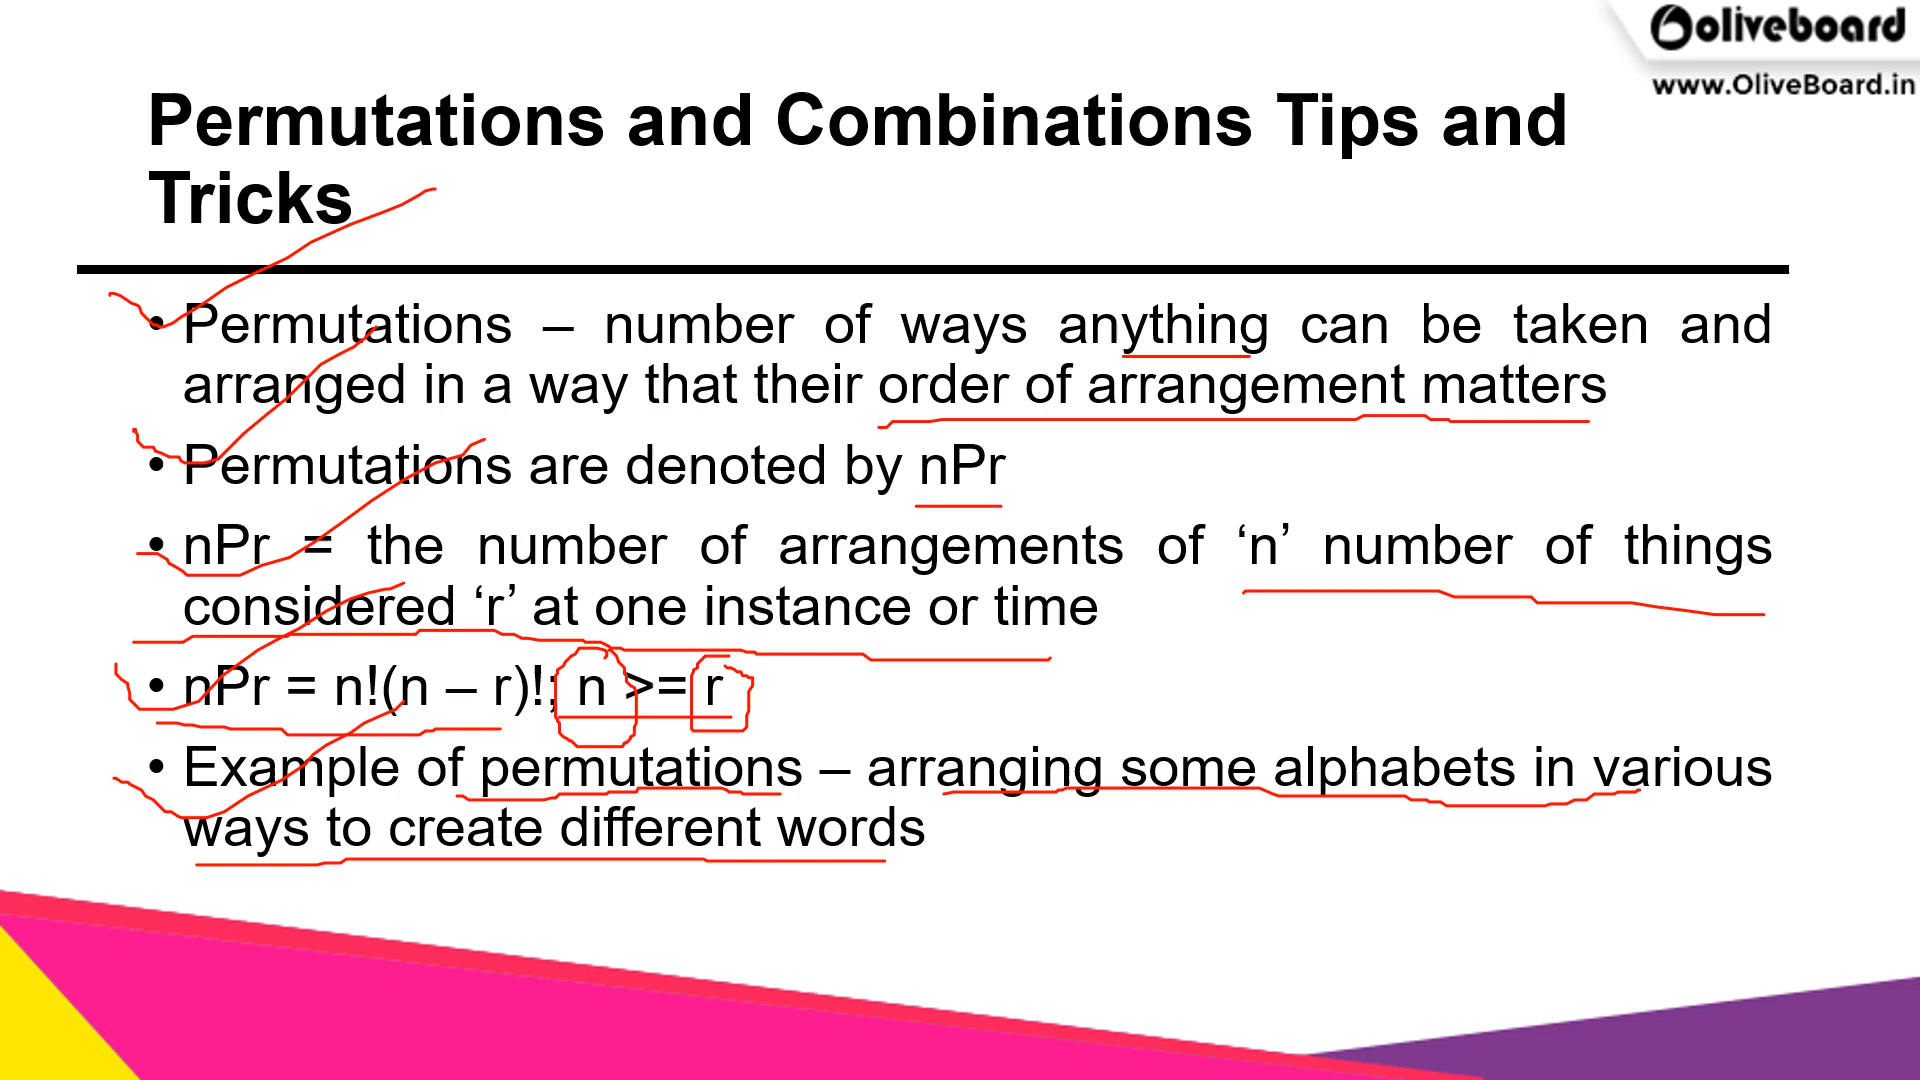 oliveboard
www.OliveBoard.in
Permutations and Combinations Tips and
Tricks
• Permutations – number of ways anything can be taken and
arranged in a way that their order of arrangement matters
• Permutations are denoted by nPr
• nPr = the number of arrangements of ‘n’ number of things
considered ‘r’ at one instance or time
• nPr = n!(n – r)!; n >= r
• Example of permutations – arranging some alphabets in various
ways to create different words